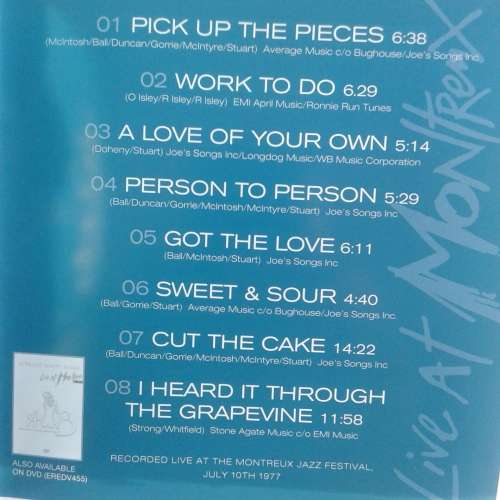 01 PICK UP THE PIECES 6:38
(McIntosh/Ball/Duncan/Gorrie/McIntyre/Stuart) Average Music c/o Bughouse/Joe's Songs Inc
02 WORK TO DO 6.29
(O Isley/R Isley/R Isley) EMI April Music/Ronnie Run Tunes
03 A LOVE OF YOUR OWN 5:14
(Doheny/Stuart) Joe's Songs Inc/Longdog Music/WB Music Corporation
04 PERSON TO PERSON 5:29
(Ball/Duncan/Gorrie/McIntosh/McIntyre/Stuart) Joe's Songs Inc
05 GOT THE LOVE 6:11
(Ball/McIntosh/Stuart) Joe's Songs Inc
06 SWEET & SOUR 4:40
(Ball/Gorrie/Stuart) Average Music c/o Bughouse/Joe's Songs Inc
07 CUT THE CAKE 14:22
(Ball/Duncan/Gorrie/McIntosh/McIntyre/Stuart) Joe's Songs Inc
08 I HEARD IT THROUGH
THE GRAPEVINE 11:58
(Strong/Whitfield) Stone Agate Music c/o EMI Music
RECORDED LIVE AT THE MONTREUX JAZZ FESTIVAL,
JULY 10TH 1977
ALSO AVAILABLE
ON DVD (EREDV455)
Live At MONTReUX